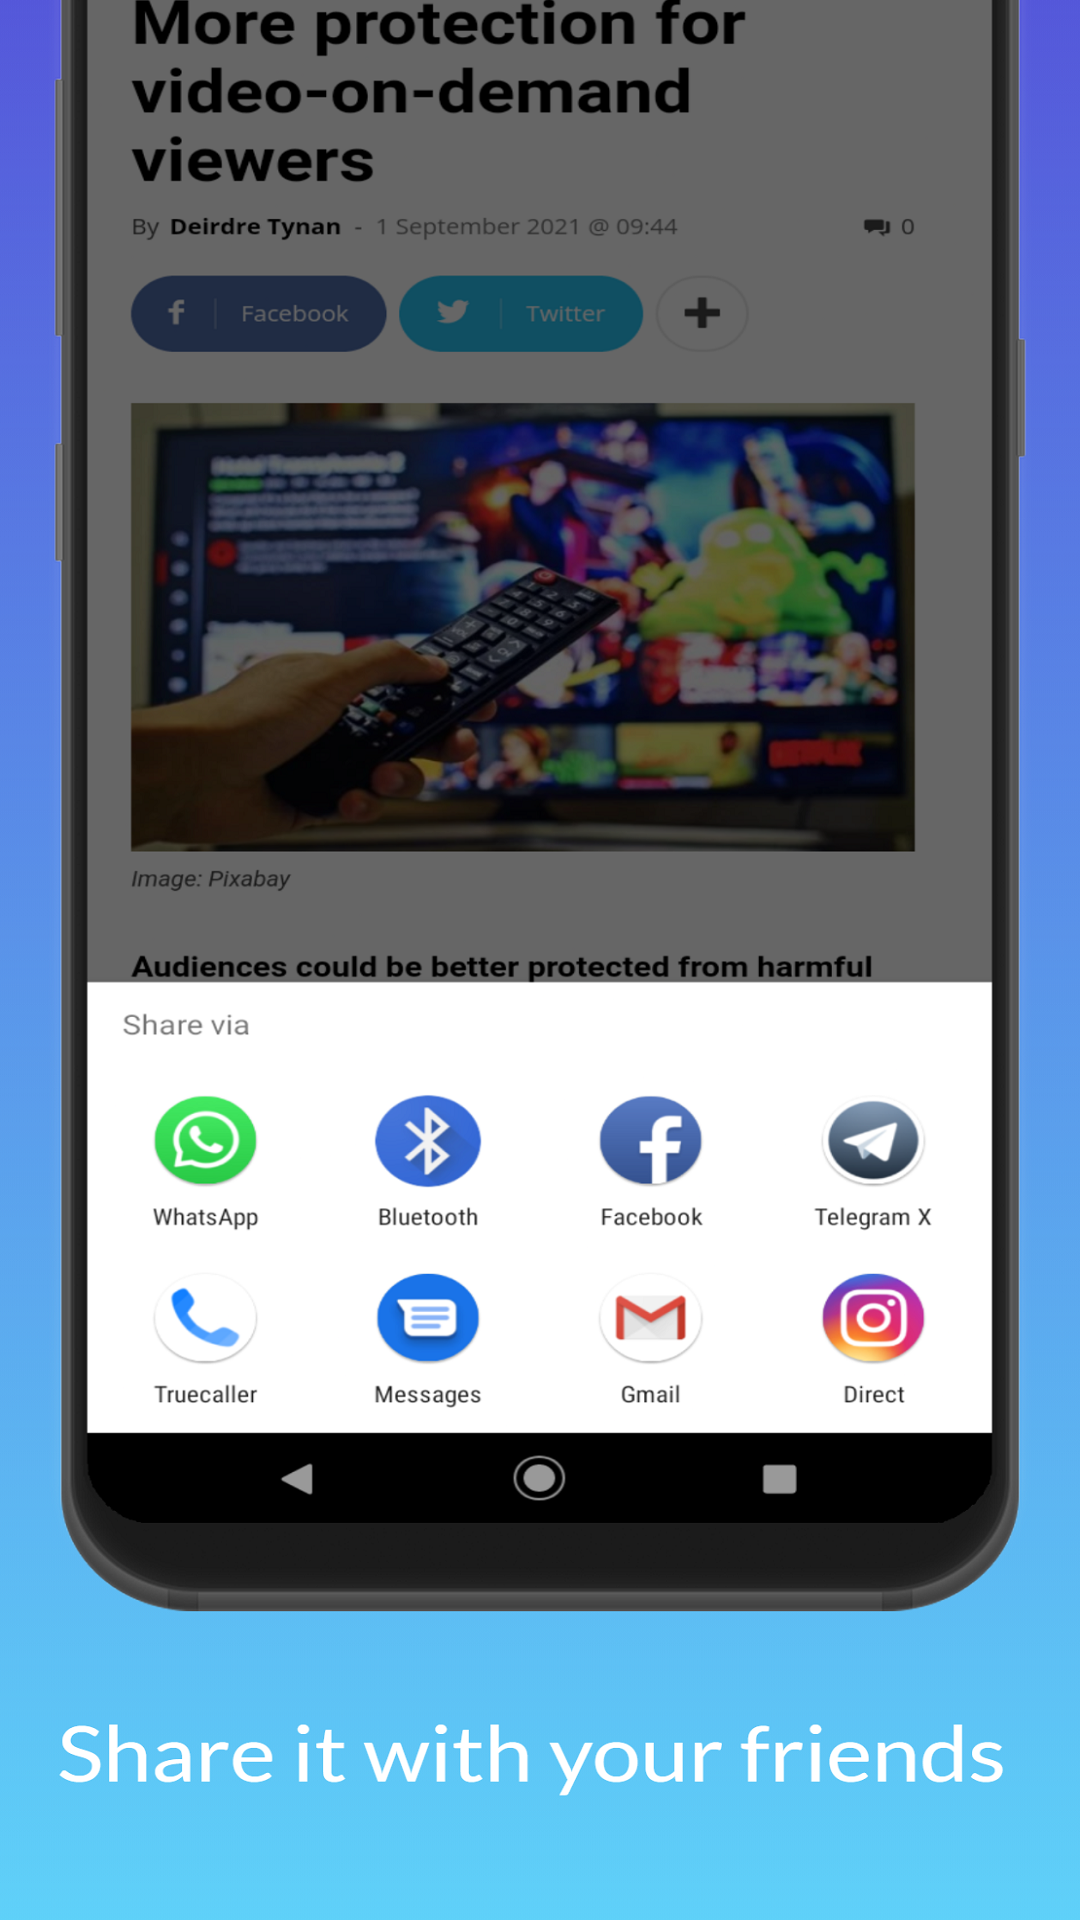 More protection for
video-on-demand
viewers
By Deirdre Tynan - 1 September 2021 @ 09:44 0
Facebook Twitter
Image: Pixabay
Audiences could be better protected from harmful
Share via
WhatsApp Bluetooth Facebook Telegram X
Truecaller Messages Gmail Direct
Share it with your friends